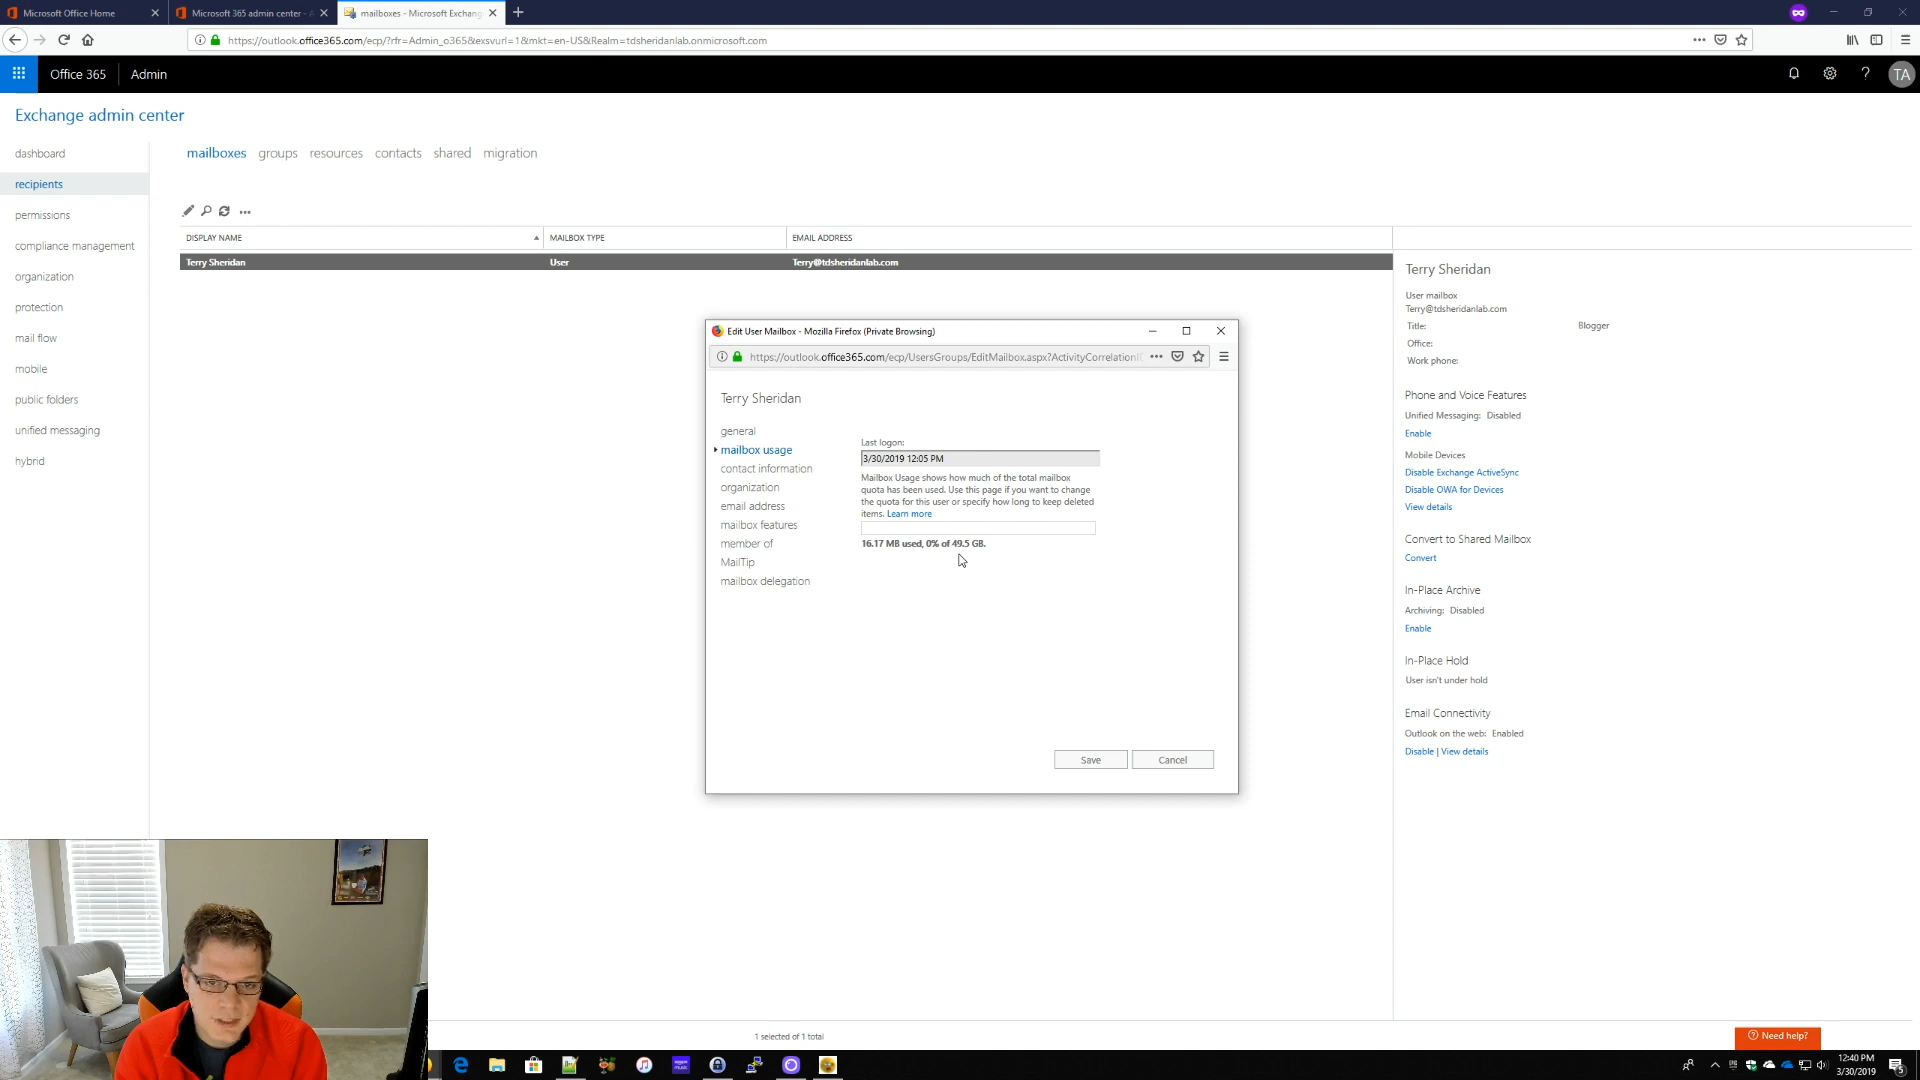 Microsoft Office Home
Microsoft 365 admin center - A
mailboxes - Microsoft Exchang
https://outlook.office365.com/ecp/?rfr=Admin_o365&exsvurl=1&mkt=en-US&Realm=tdsheridanlab.onmicrosoft.com
Office 365
Admin
TA
Exchange admin center
dashboard
recipients
permissions
compliance management
organization
protection
mail flow
mobile
public folders
unified messaging
hybrid
mailboxes groups resources contacts shared migration
DISPLAY NAME MAILBOX TYPE EMAIL ADDRESS
Terry Sheridan User Terry@tdsheridanlab.com
Edit User Mailbox - Mozilla Firefox (Private Browsing)
https://outlook.office365.com/ecp/UsersGroups/EditMailbox.aspx?ActivityCorrelationI
Terry Sheridan
general
mailbox usage
contact information
organization
email address
mailbox features
member of
MailTip
mailbox delegation
Last logon:
3/30/2019 12:05 PM
Mailbox Usage shows how much of the total mailbox
quota has been used. Use this page if you want to change
the quota for this user or specify how long to keep deleted
items. Learn more
16.17 MB used, 0% of 49.5 GB.
Save
Cancel
Terry Sheridan
User mailbox
Terry@tdsheridanlab.com
Title: Blogger
Office:
Work phone:
Phone and Voice Features
Unified Messaging: Disabled
Enable
Mobile Devices
Disable Exchange ActiveSync
Disable OWA for Devices
View details
Convert to Shared Mailbox
Convert
In-Place Archive
Archiving: Disabled
Enable
In-Place Hold
User isn't under hold
Email Connectivity
Outlook on the web: Enabled
Disable | View details
1 selected of 1 total
Need help?
12:40 PM
3/30/2019